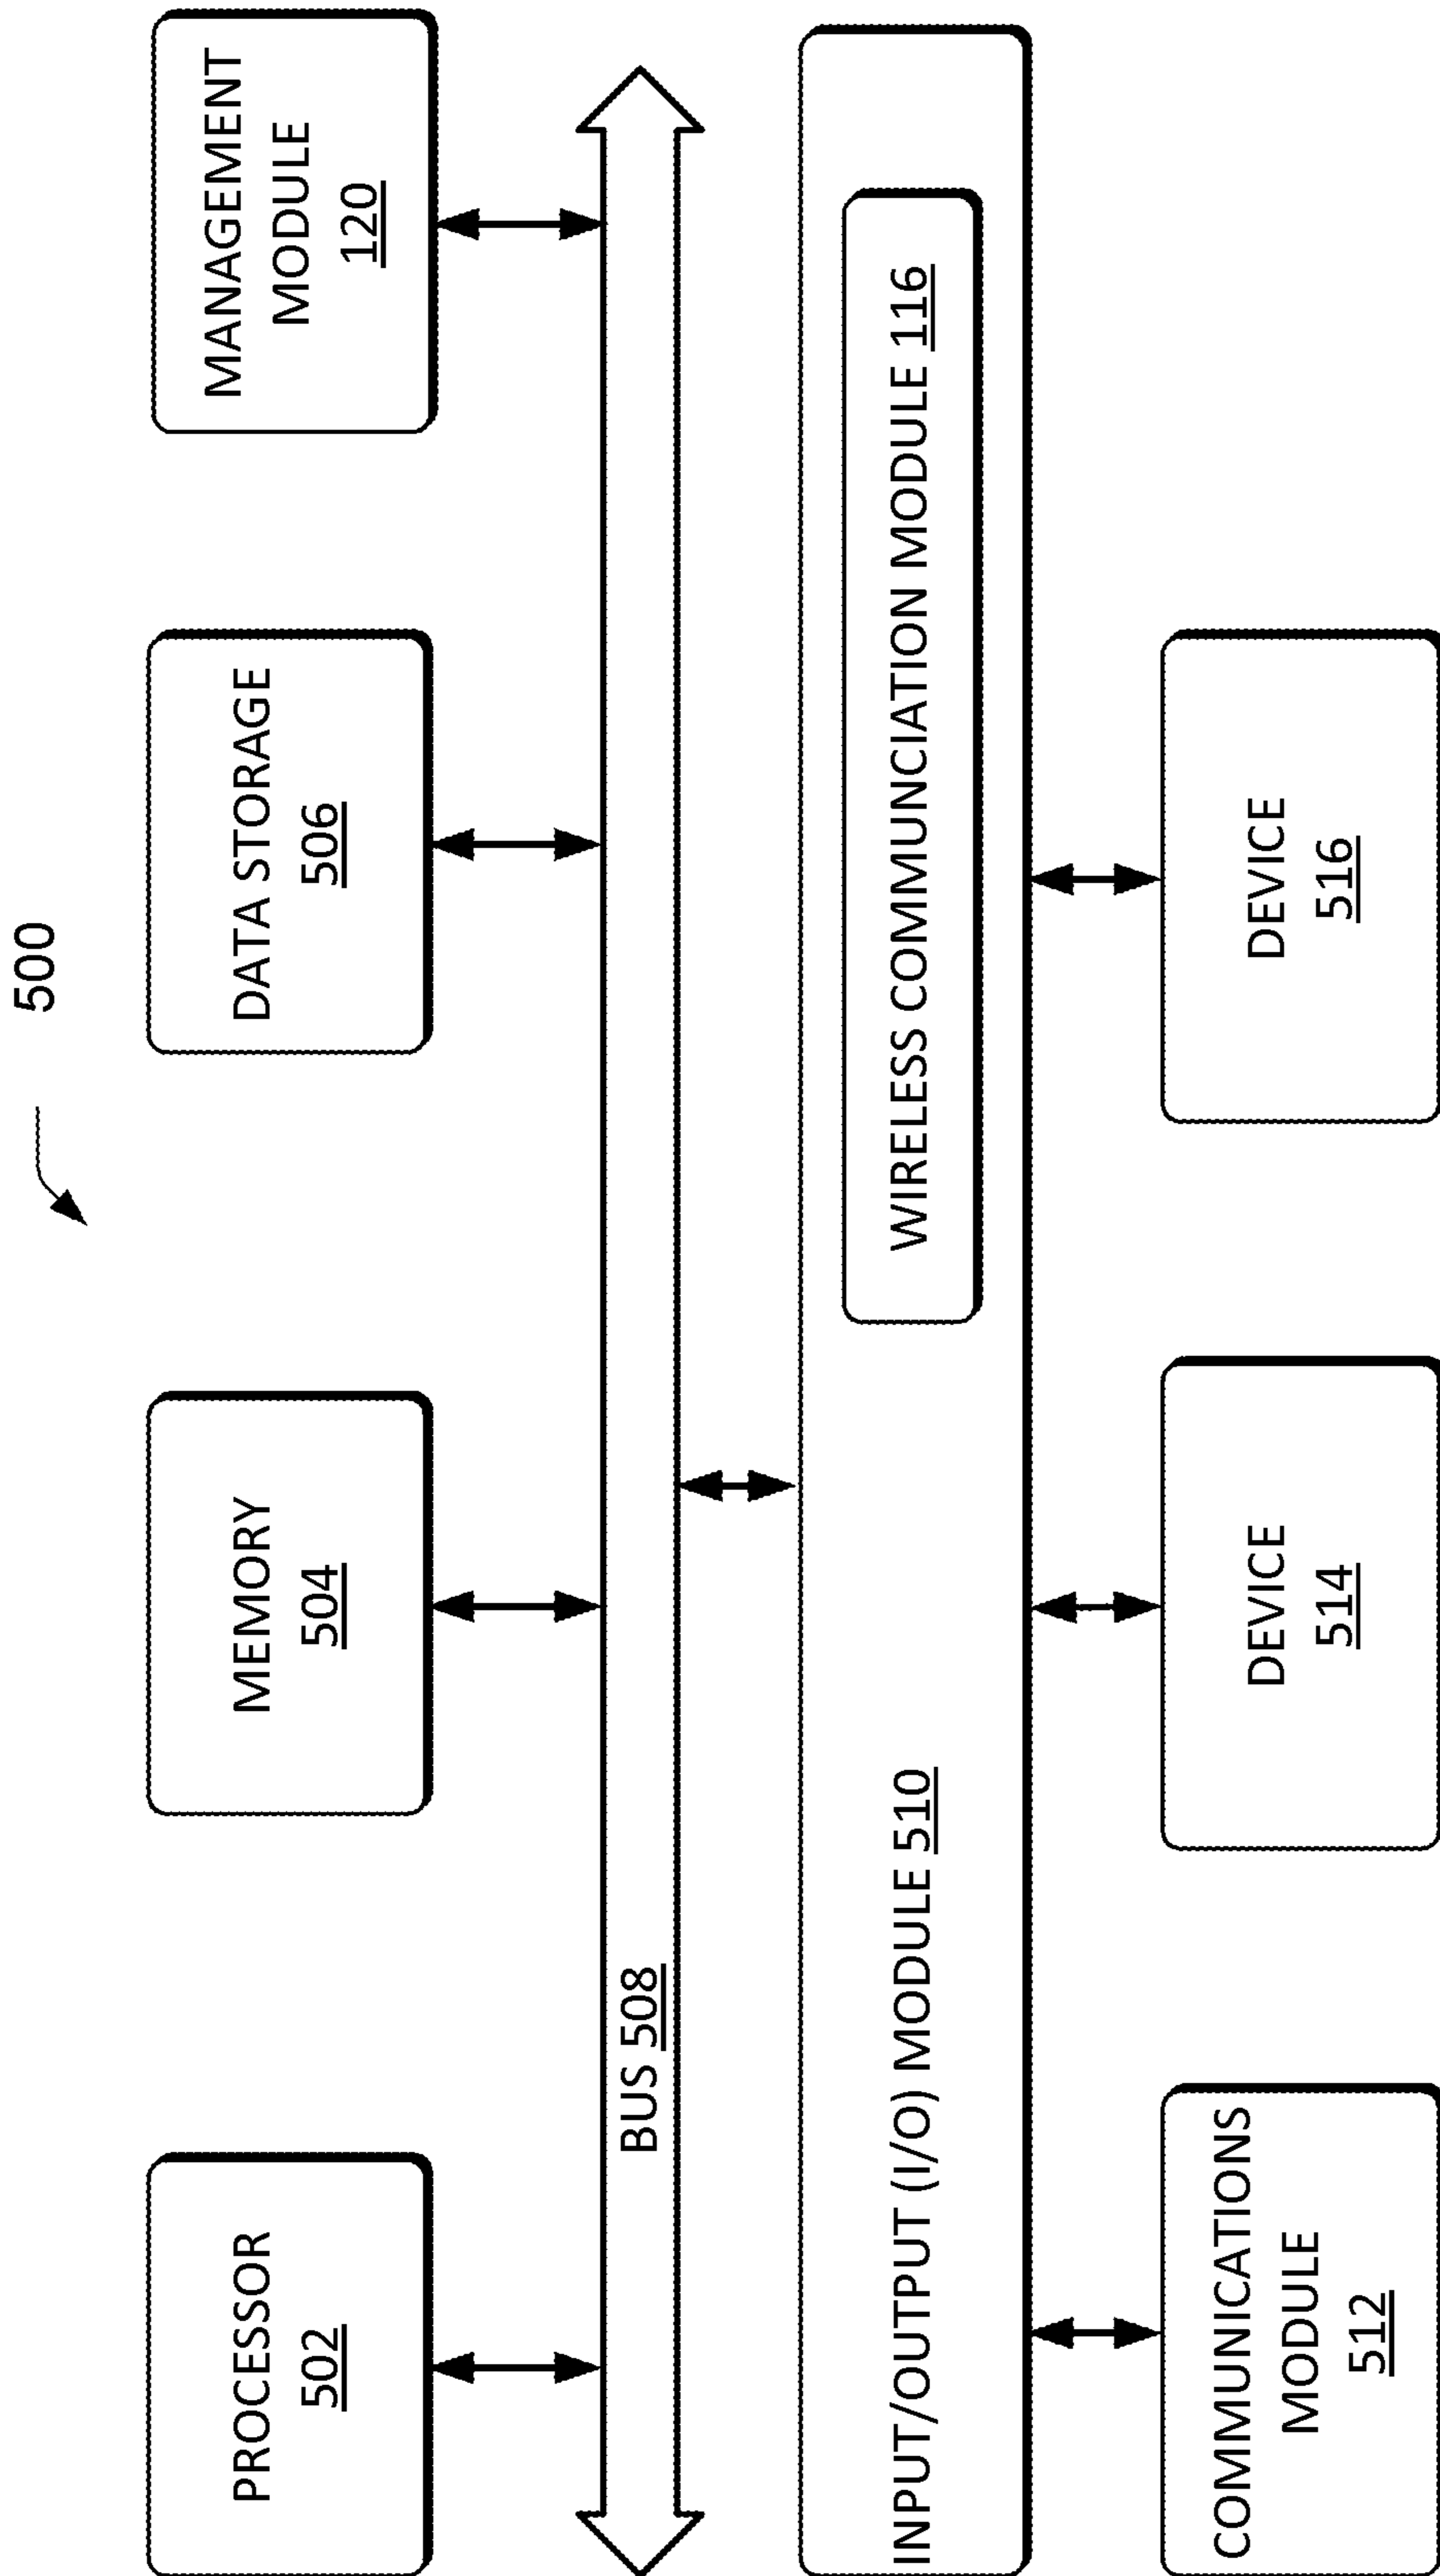 500
PROCESSOR
502
MEMORY
504
DATA STORAGE
506
MANAGEMENT
MODULE
120
BUS 508
INPUT/OUTPUT (I/O) MODULE 510
WIRELESS COMMUNCIATION MODULE 116
COMMUNICATIONS
MODULE
512
DEVICE
514
DEVICE
516